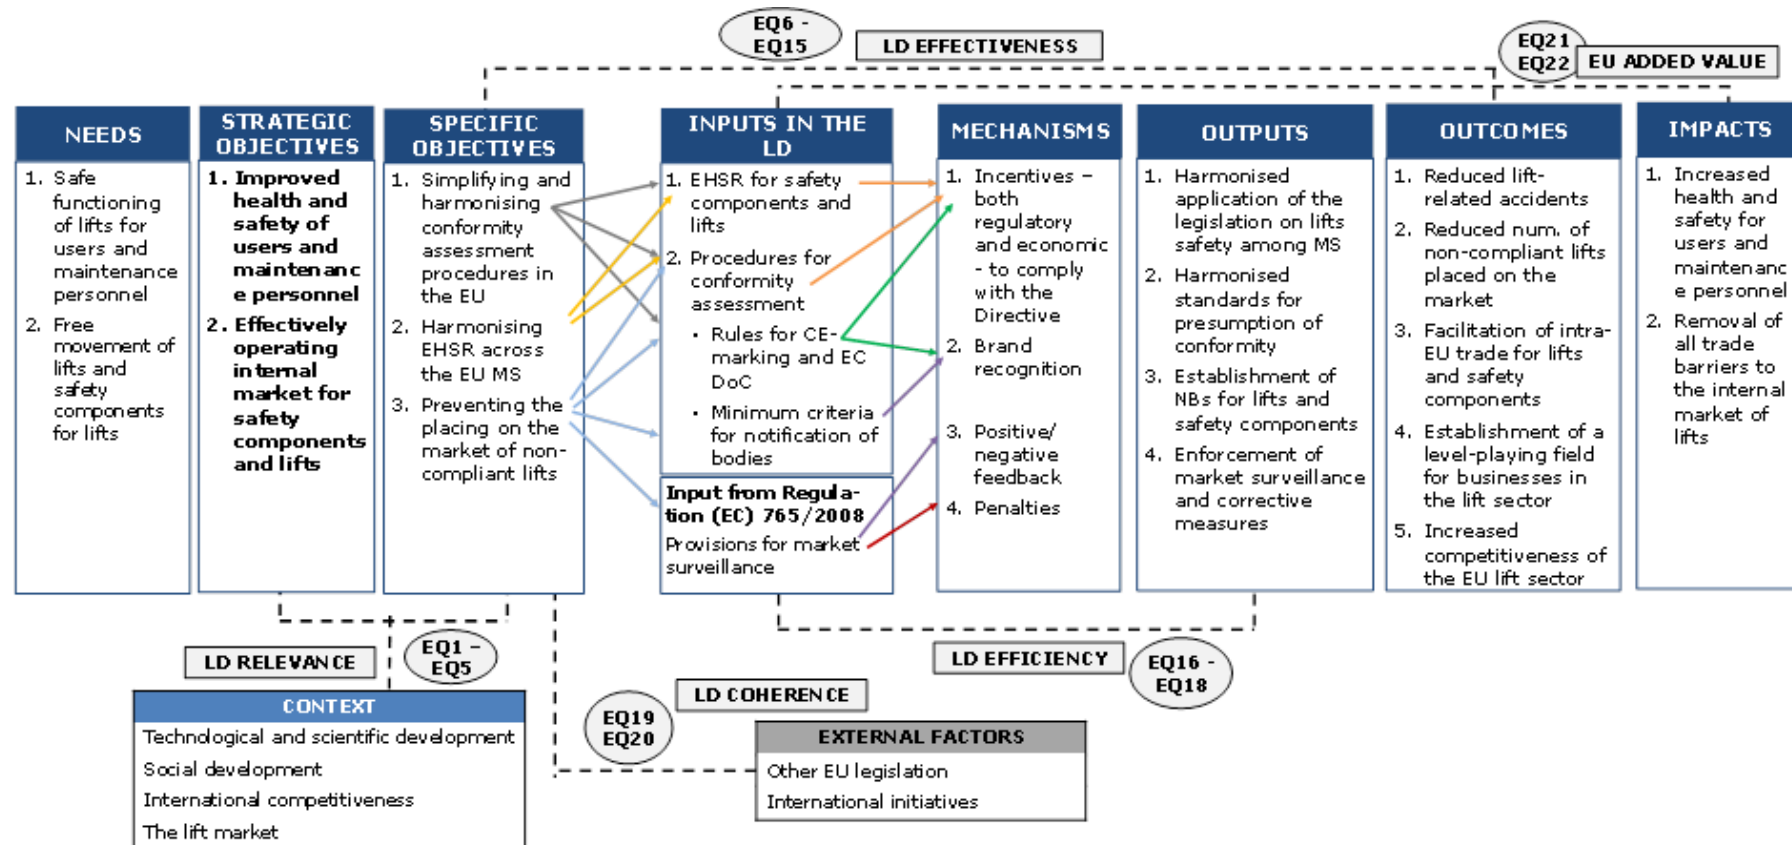 EQ6 -
EQ15
LD EFFECTIVENESS
EQ21
EQ22
EU ADDED VALUE
NEEDS
1. Safe
functioning
of lifts for
users and
maintenance
personnel
2. Free
movement of
lifts and
safety
components
for lifts
STRATEGIC
OBJECTIVES
1. Improved
health and
safety of
users and
maintenanc
e personnel
2. Effectively
operating
internal
market for
safety
components
and lifts
SPECIFIC
OBJECTIVES
1. Simplifying and
harmonising
conformity
assessment
procedures in
the EU
2. Harmonising
EHSR across
the EU MS
3. Preventing the
placing on the
market of non-
compliant lifts
INPUTS IN THE
LD
1. EHSR for safety
components and
lifts
2. Procedures for
conformity
assessment
• Rules for CE-
marking and EC
DoC
• Minimum criteria
for notification of
bodies
Input from Regula-
tion (EC) 765/2008
Provisions for market
surveillance
MECHANISMS
1. Incentives –
both
regulatory
and economic
- to comply
with the
Directive
2. Brand
recognition
3. Positive/
negative
feedback
4. Penalties
OUTPUTS
1. Harmonised
application of the
legislation on lifts
safety among MS
2. Harmonised
standards for
presumption of
conformity
3. Establishment of
NBs for lifts and
safety components
4. Enforcement of
market surveillance
and corrective
measures
OUTCOMES
1. Reduced lift-
related accidents
2. Reduced num. of
non-compliant lifts
placed on the
market
3. Facilitation of intra-
EU trade for lifts
and safety
components
4. Establishment of a
level-playing field
for businesses in
the lift sector
5. Increased
competitiveness of
the EU lift sector
IMPACTS
1. Increased
health and
safety for
users and
maintenanc
e personnel
2. Removal of
all trade
barriers to
the internal
market of
lifts
LD RELEVANCE
EQ1 –
EQ5
LD EFFICIENCY
EQ16 -
EQ18
LD COHERENCE
EQ19
EQ20
CONTEXT
Technological and scientific development
Social development
International competitiveness
The lift market
EXTERNAL FACTORS
Other EU legislation
International initiatives